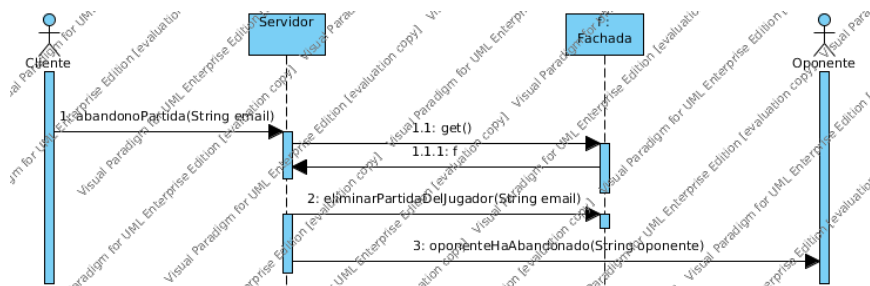 Servidor
f :
Fachada
Cliente
Oponente
1: abandonoPartida(String email)
1.1: get()
1.1.1: f
2: eliminarPartidaDelJugador(String email)
3: oponenteHaAbandonado(String oponente)
Visual Paradigm for UML Enterprise Edition [evaluation copy]